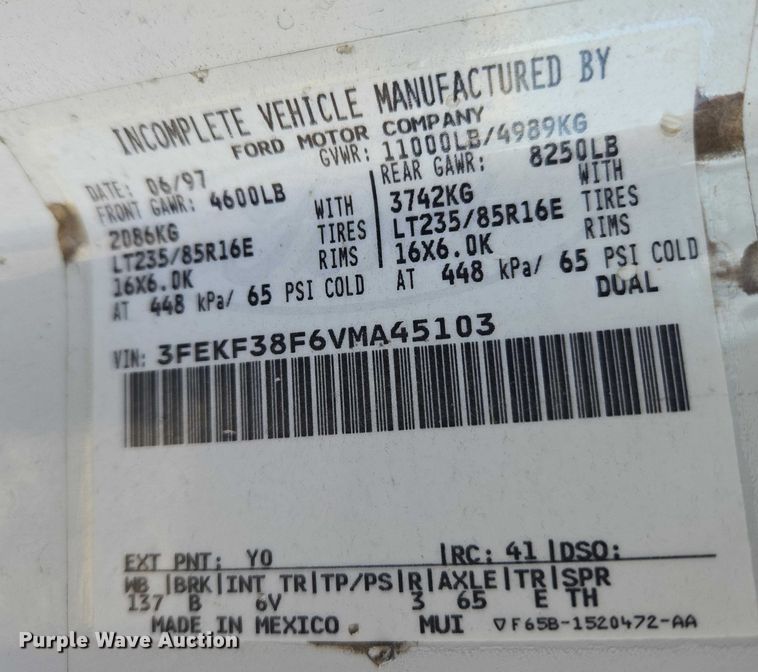 INCOMPLETE VEHICLE MANUFACTURED BY
FORD MOTOR COMPANY
DATE: 06/97 GVWR: 11000LB/4989KG
FRONT GAWR: 4600LB REAR GAWR: 8250LB
2086KG WITH 3742KG WITH
LT235/85R16E TIRES LT235/85R16E TIRES
16X6.0K RIMS 16X6.0K RIMS
AT 448 kPa/ 65 PSI COLD AT 448 kPa/ 65 PSI COLD
DUAL
VIN: 3FEKF38F6VMA45103
EXT PNT: YO RC: 41 DSO:
WB |BRK|INT TR|TP/PS|R|AXLE|TR|SPR
137 B 6V 3 65 E TH
MADE IN MEXICO. MUI ▽F65B-1520472-AA
Purple Wave Auction